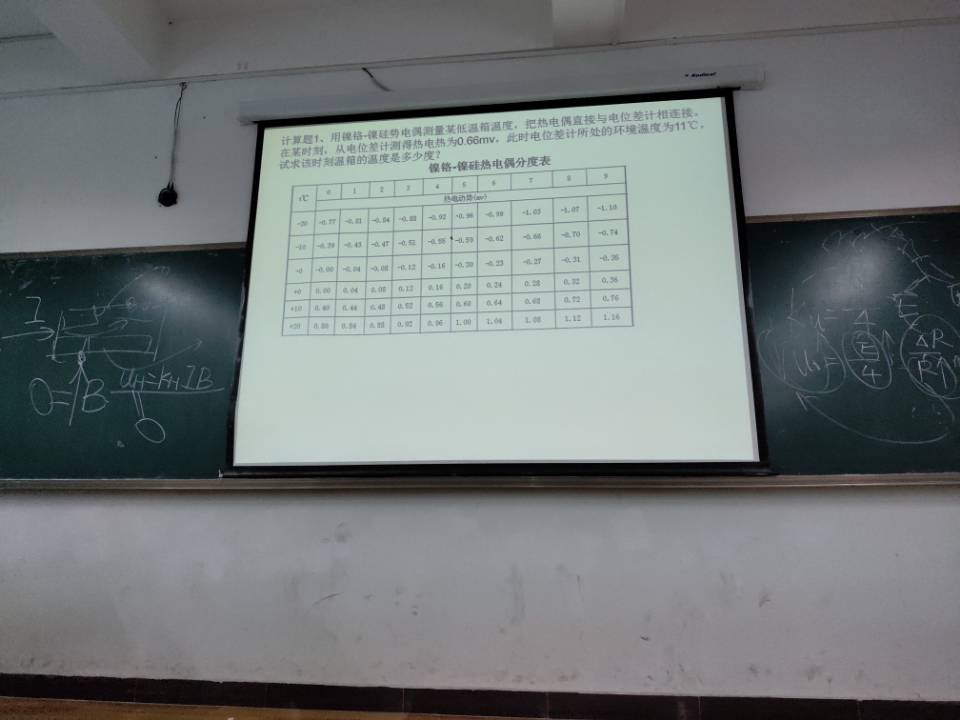 Redleaf
计算题1、用镍铬-镍硅势电偶测量某低温箱温度，把热电偶直接与电位差计相连接。
在某时刻，从电位差计测得热电热为0.66mv，此时电位差计所处的环境温度为11℃，
试求该时刻温箱的温度是多少度？
镍铬-镍硅热电偶分度表
t℃ 0 1 2 3 4 5 6 7 8 9
热电动势(mv)
-20 -0.77 -0.81 -0.84 -0.88 -0.92 -0.96 -0.99 -1.03 -1.07 -1.10
-10 -0.39 -0.43 -0.47 -0.51 -0.55 -0.59 -0.62 -0.66 -0.70 -0.74
-0 -0.00 -0.04 -0.08 -0.12 -0.16 -0.20 -0.23 -0.27 -0.31 -0.35
+0 0.00 0.04 0.08 0.12 0.16 0.20 0.24 0.28 0.32 0.36
+10 0.40 0.44 0.48 0.52 0.56 0.60 0.64 0.68 0.72 0.76
+20 0.80 0.84 0.88 0.92 0.96 1.00 1.04 1.08 1.12 1.16
I
B UH=KHIB
E
4
ΔR
R